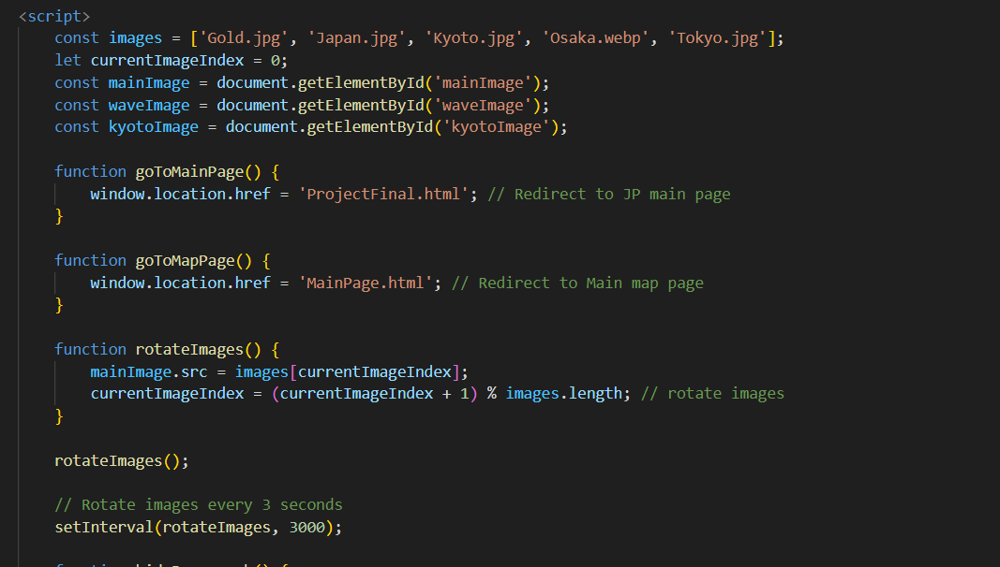 <script>
const images = ['Gold.jpg', 'Japan.jpg', 'Kyoto.jpg', 'Osaka.webp', 'Tokyo.jpg'];
let currentImageIndex = 0;
const mainImage = document.getElementById('mainImage');
const waveImage = document.getElementById('waveImage');
const kyotoImage = document.getElementById('kyotoImage');
function goToMainPage() {
window.location.href = 'ProjectFinal.html'; // Redirect to JP main page
}
function goToMapPage() {
window.location.href = 'MainPage.html'; // Redirect to Main map page
}
function rotateImages() {
mainImage.src = images[currentImageIndex];
currentImageIndex = (currentImageIndex + 1) % images.length; // rotate images
}
rotateImages();
// Rotate images every 3 seconds
setInterval(rotateImages, 3000);